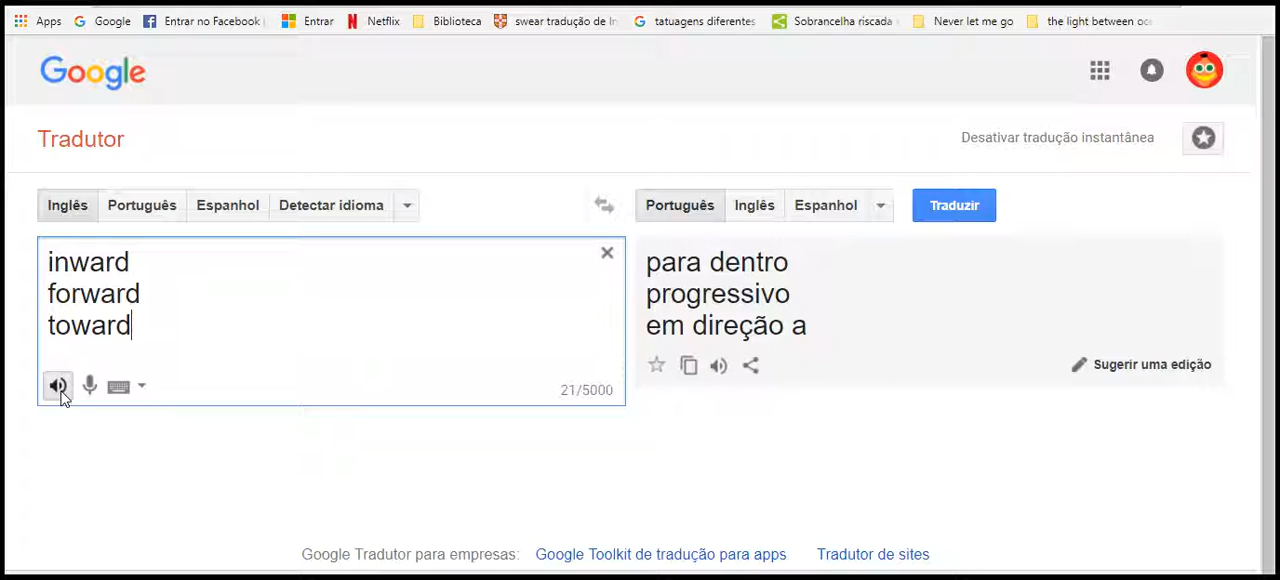 Apps Google Entrar no Facebook Entrar Netflix Biblioteca swear tradução de In tatuagens diferentes Sobrancelha riscada Never let me go the light between oc
Google
Tradutor Desativar tradução instantânea
Inglês Português Espanhol Detectar idioma Português Inglês Espanhol Traduzir
inward para dentro
forward progressivo
toward em direção a
Sugerir uma edição
21/5000
Google Tradutor para empresas: Google Toolkit de tradução para apps Tradutor de sites